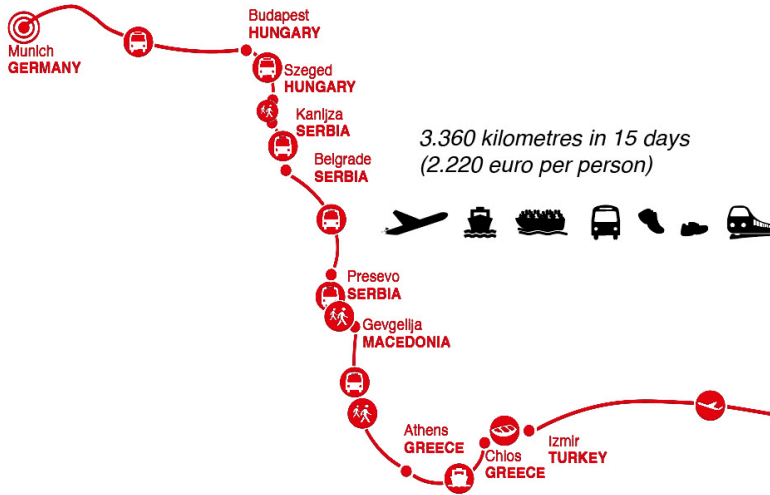 Munich
GERMANY
Budapest
HUNGARY
Szeged
HUNGARY
Kanljza
SERBIA
Belgrade
SERBIA
3.360 kilometres in 15 days
(2.220 euro per person)
Presevo
SERBIA
Gevgelija
MACEDONIA
Athens
GREECE
Chios
GREECE
Izmir
TURKEY